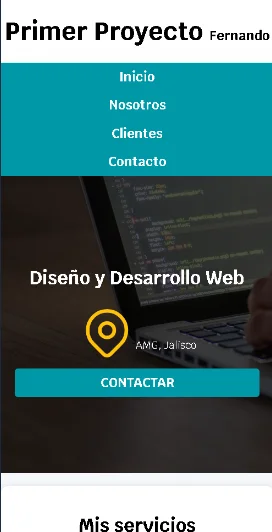 Primer Proyecto Fernando
Inicio
Nosotros
Clientes
Contacto
Diseño y Desarrollo Web
AMG, Jalisco
CONTACTAR
Mis servicios